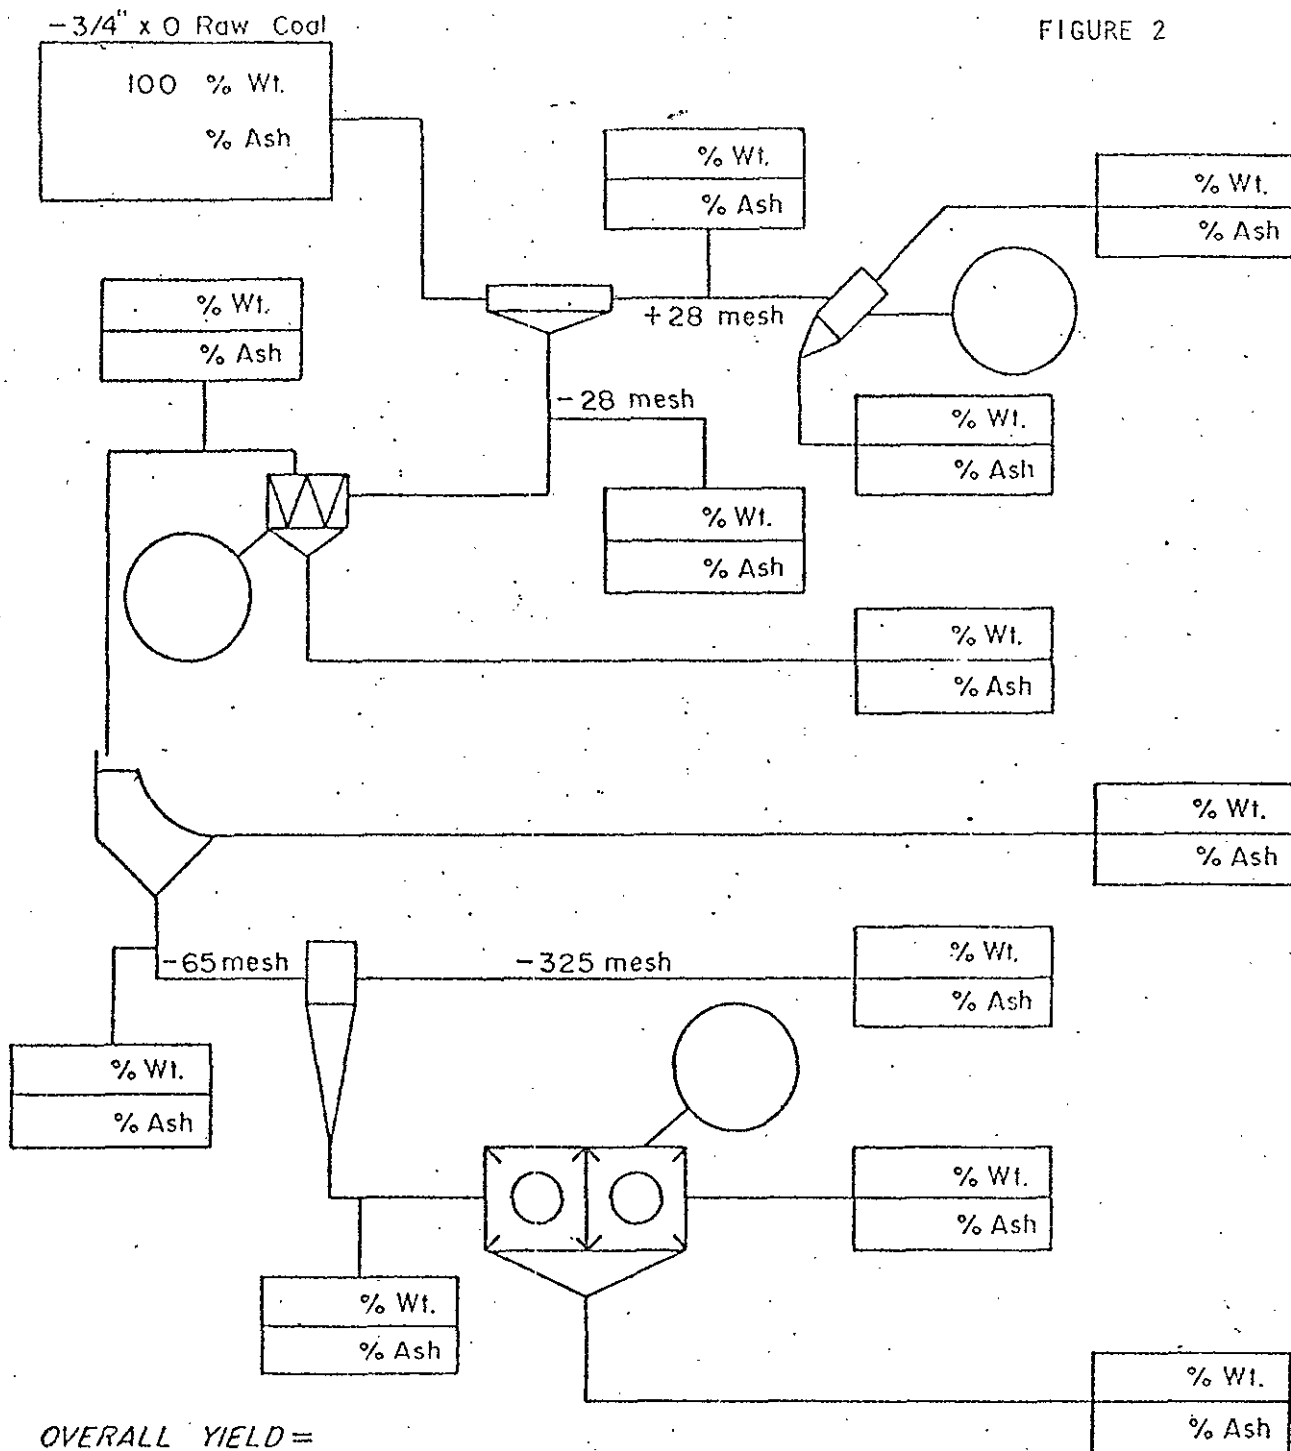 -3/4" x 0 Raw Coal
FIGURE 2
100 % Wt.
% Ash
% Wt.
% Ash
% Wt.
% Ash
% Wt.
% Ash
+28 mesh
-28 mesh
% Wt.
% Ash
% Wt.
% Ash
% Wt.
% Ash
% Wt.
% Ash
% Wt.
% Ash
-65 mesh
-325 mesh
% Wt.
% Ash
% Wt.
% Ash
% Wt.
% Ash
% Wt.
% Ash
OVERALL YIELD =